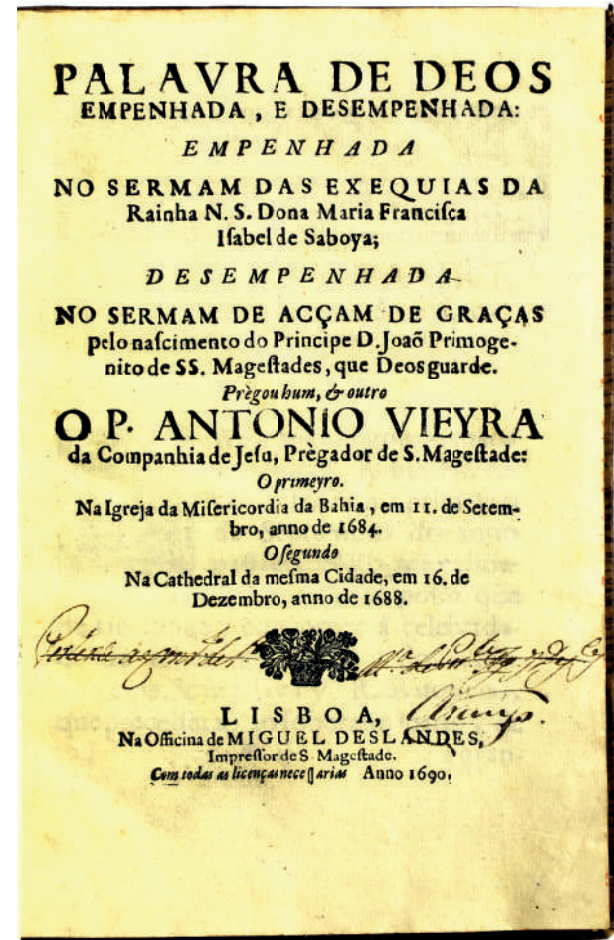 PALAVRA DE DEOS
EMPENHADA, E DESEMPENHADA:
EMPENHADA
NO SERMAM DAS EXEQUIAS DA
Rainha N. S. Dona Maria Franciſca
Iſabel de Saboya;
DESEMPENHADA
NO SERMAM DE ACÇAM DE GRAÇAS
pelo naſcimento do Principe D. Joaõ Primoge-
nito de SS. Mageſtades, que Deos guarde.
Prègou hum, & outro
O P. ANTONIO VIEYRA
da Companhia de Jeſu, Prègador de S. Mageſtade:
O primeyro.
Na Igreja da Miſericordia da Bahia, em 11. de Setem-
bro, anno de 1684.
O ſegundo
Na Cathedral da meſma Cidade, em 16. de
Dezembro, anno de 1688.
LISBOA,
Na Officina de MIGUEL DESLANDES,
Impreſſor de S. Mageſtade.
Com todas as licenças neceſſarias Anno 1690.